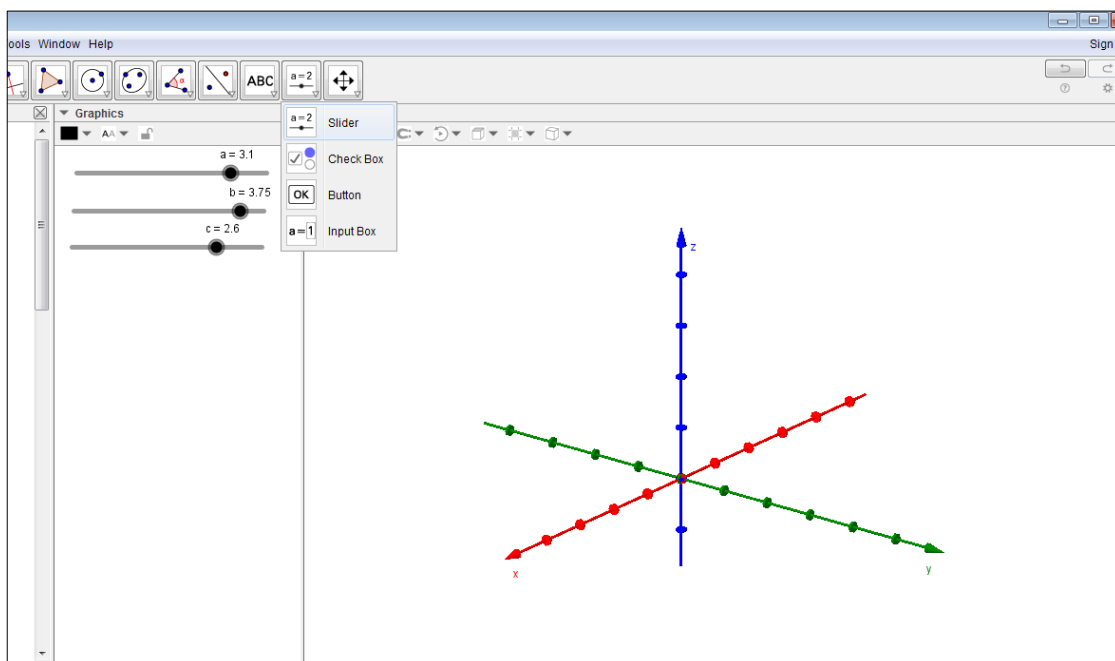 ools Window Help
Sign
α
ABC
a=2
Graphics
AA
a=2 Slider
Check Box
OK Button
a=1 Input Box
a = 3.1
b = 3.75
c = 2.6
z
x
y